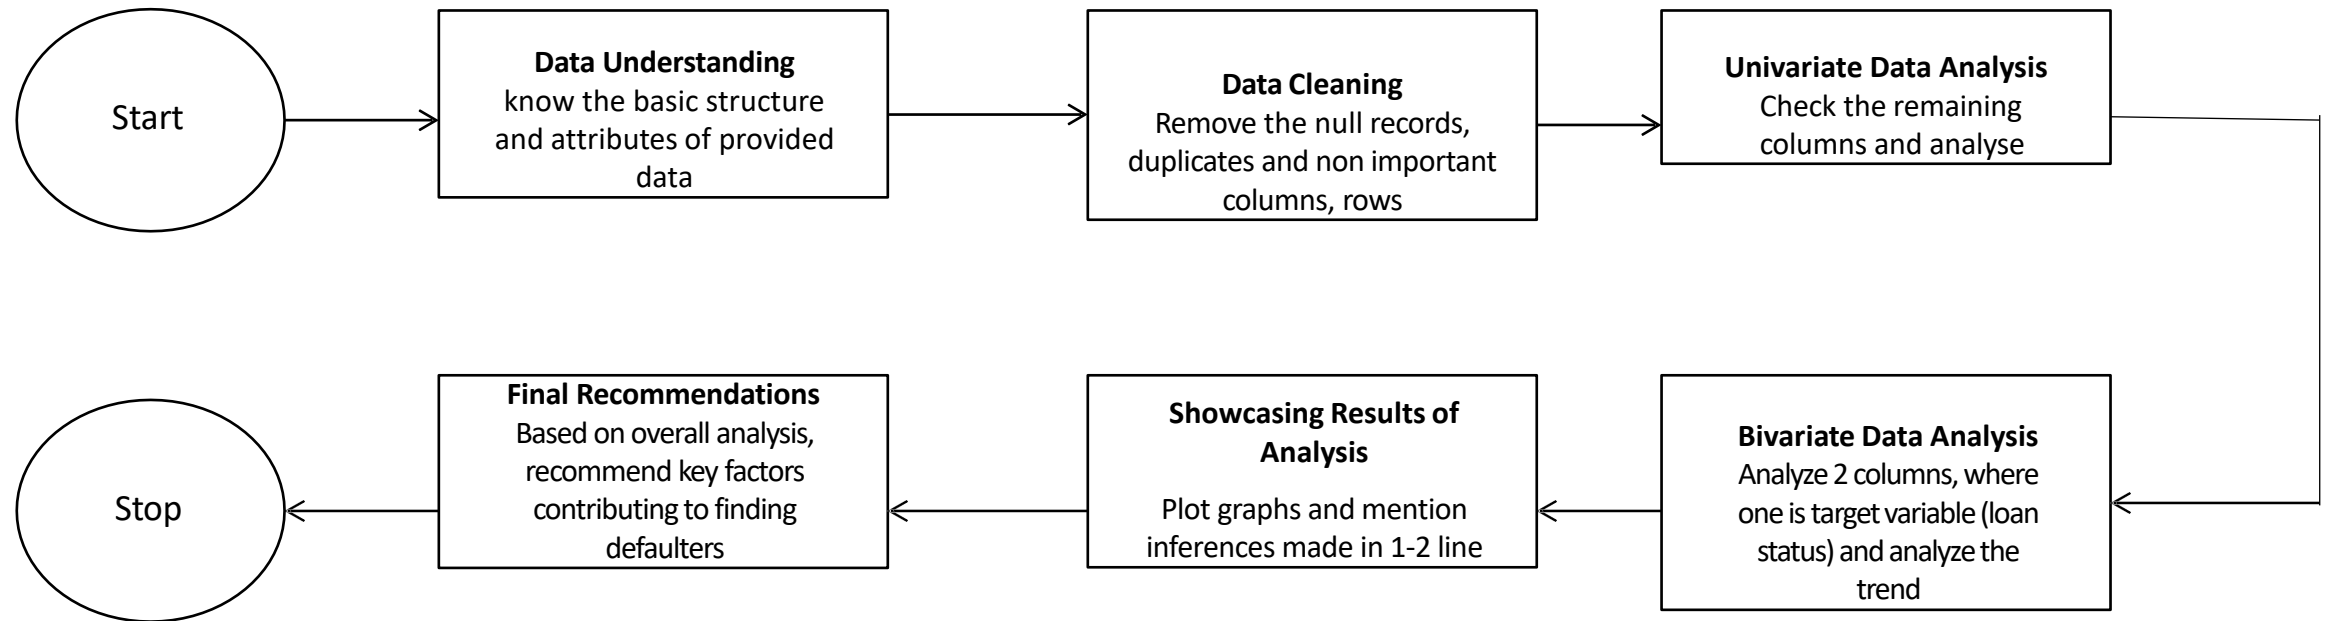 Start
Data Understanding
know the basic structure
and attributes of provided
data
Data Cleaning
Remove the null records,
duplicates and non important
columns, rows
Univariate Data Analysis
Check the remaining
columns and analyse
Bivariate Data Analysis
Analyze 2 columns, where
one is target variable (loan
status) and analyze the
trend
Showcasing Results of
Analysis
Plot graphs and mention
inferences made in 1-2 line
Final Recommendations
Based on overall analysis,
recommend key factors
contributing to finding
defaulters
Stop